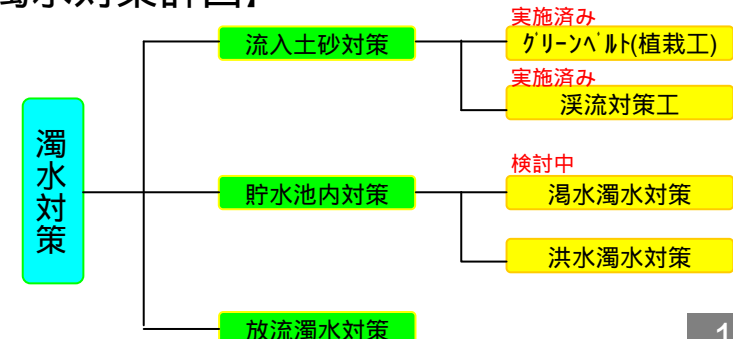 濁水対策計画】
実施済み
流入土砂対策
グリーンベルト(植栽工)
実施済み
渓流対策工
濁水対策
検討中
貯水池内対策
渇水濁水対策
洪水濁水対策
放流濁水対策
1